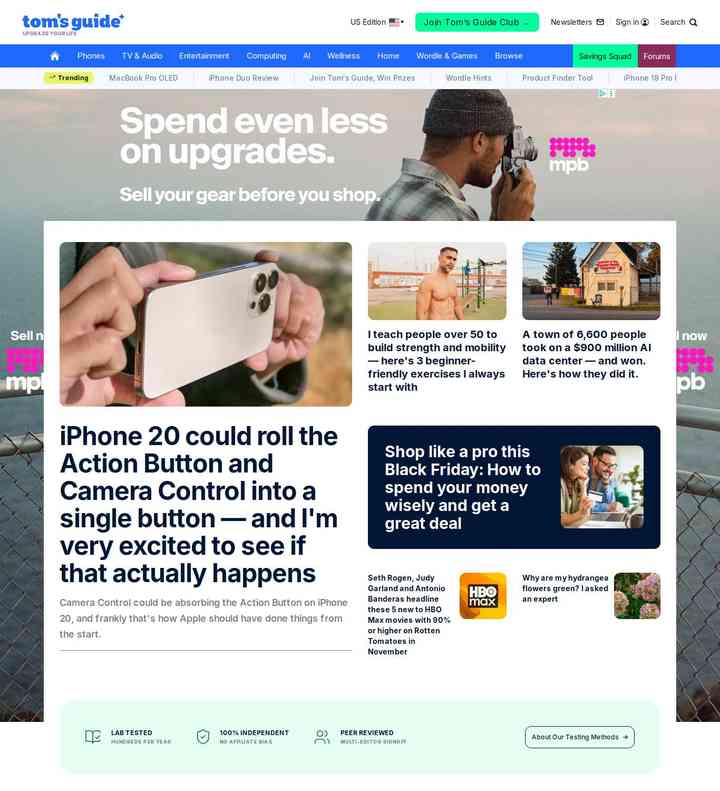 tom's guide
UPGRADE YOUR LIFE
US Edition
Join Tom's Guide Club →
Newsletters
Sign in
Search
Phones TV & Audio Entertainment Computing AI Wellness Home Wordle & Games Browse Savings Squad Forums
Trending MacBook Pro OLED iPhone Duo Review Join Tom's Guide, Win Prizes Wordle Hints Product Finder Tool iPhone 18 Pro
Spend even less
on upgrades.
Sell your gear before you shop.
mpb
Sell n
mpb
l now
pb
iPhone 20 could roll the
Action Button and
Camera Control into a
single button — and I'm
very excited to see if
that actually happens
Camera Control could be absorbing the Action Button on iPhone
20, and frankly that's how Apple should have done things from
the start.
I teach people over 50 to
build strength and mobility
— here's 3 beginner-
friendly exercises I always
start with
A town of 6,600 people
took on a $900 million AI
data center — and won.
Here's how they did it.
Shop like a pro this
Black Friday: How to
spend your money
wisely and get a
great deal
Seth Rogen, Judy
Garland and Antonio
Banderas headline
these 5 new to HBO
Max movies with 90%
or higher on Rotten
Tomatoes in
November
HBO
max
Why are my hydrangea
flowers green? I asked
an expert
LAB TESTED
HUNDREDS PER YEAR
100% INDEPENDENT
NO AFFILIATE BIAS
PEER REVIEWED
MULTI-EDITOR SIGNOFF
About Our Testing Methods →